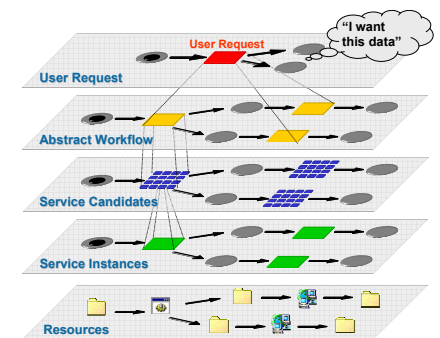 “I want
this data”
User Request
User Request
Abstract Workflow
Service Candidates
Service Instances
Resources